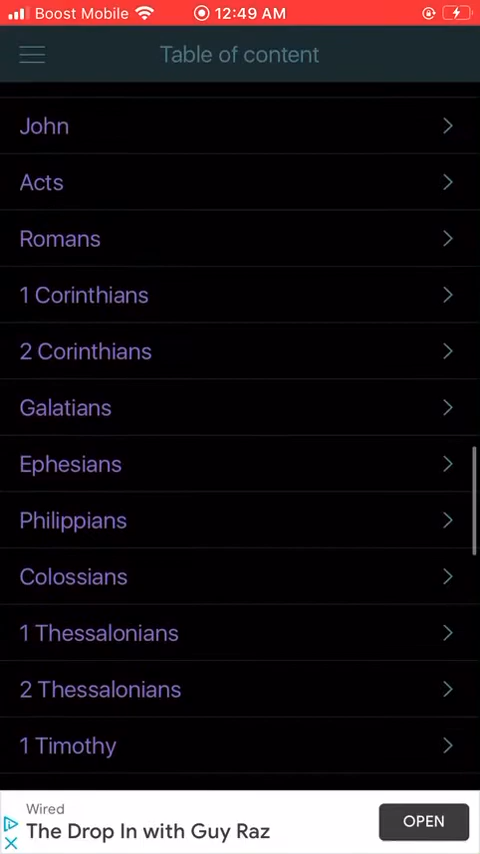 Boost Mobile 12:49 AM
Table of content
John
Acts
Romans
1 Corinthians
2 Corinthians
Galatians
Ephesians
Philippians
Colossians
1 Thessalonians
2 Thessalonians
1 Timothy
Wired
The Drop In with Guy Raz
OPEN